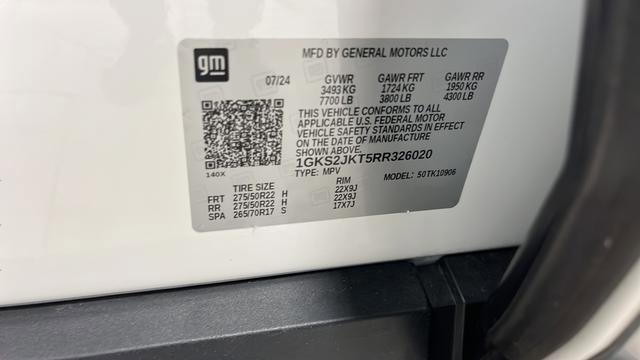 gm
MFD BY GENERAL MOTORS LLC
07/24 GVWR GAWR FRT GAWR RR
3493 KG 1724 KG 1950 KG
7700 LB 3800 LB 4300 LB
THIS VEHICLE CONFORMS TO ALL
APPLICABLE U.S. FEDERAL MOTOR
VEHICLE SAFETY STANDARDS IN EFFECT
ON THE DATE OF MANUFACTURE
SHOWN ABOVE.
1GKS2JKT5RR326020
140X
TYPE: MPV MODEL: 50TK10906
TIRE SIZE RIM
FRT 275/50R22 H 22X9J
RR 275/50R22 H 22X9J
SPA 265/70R17 S 17X7J